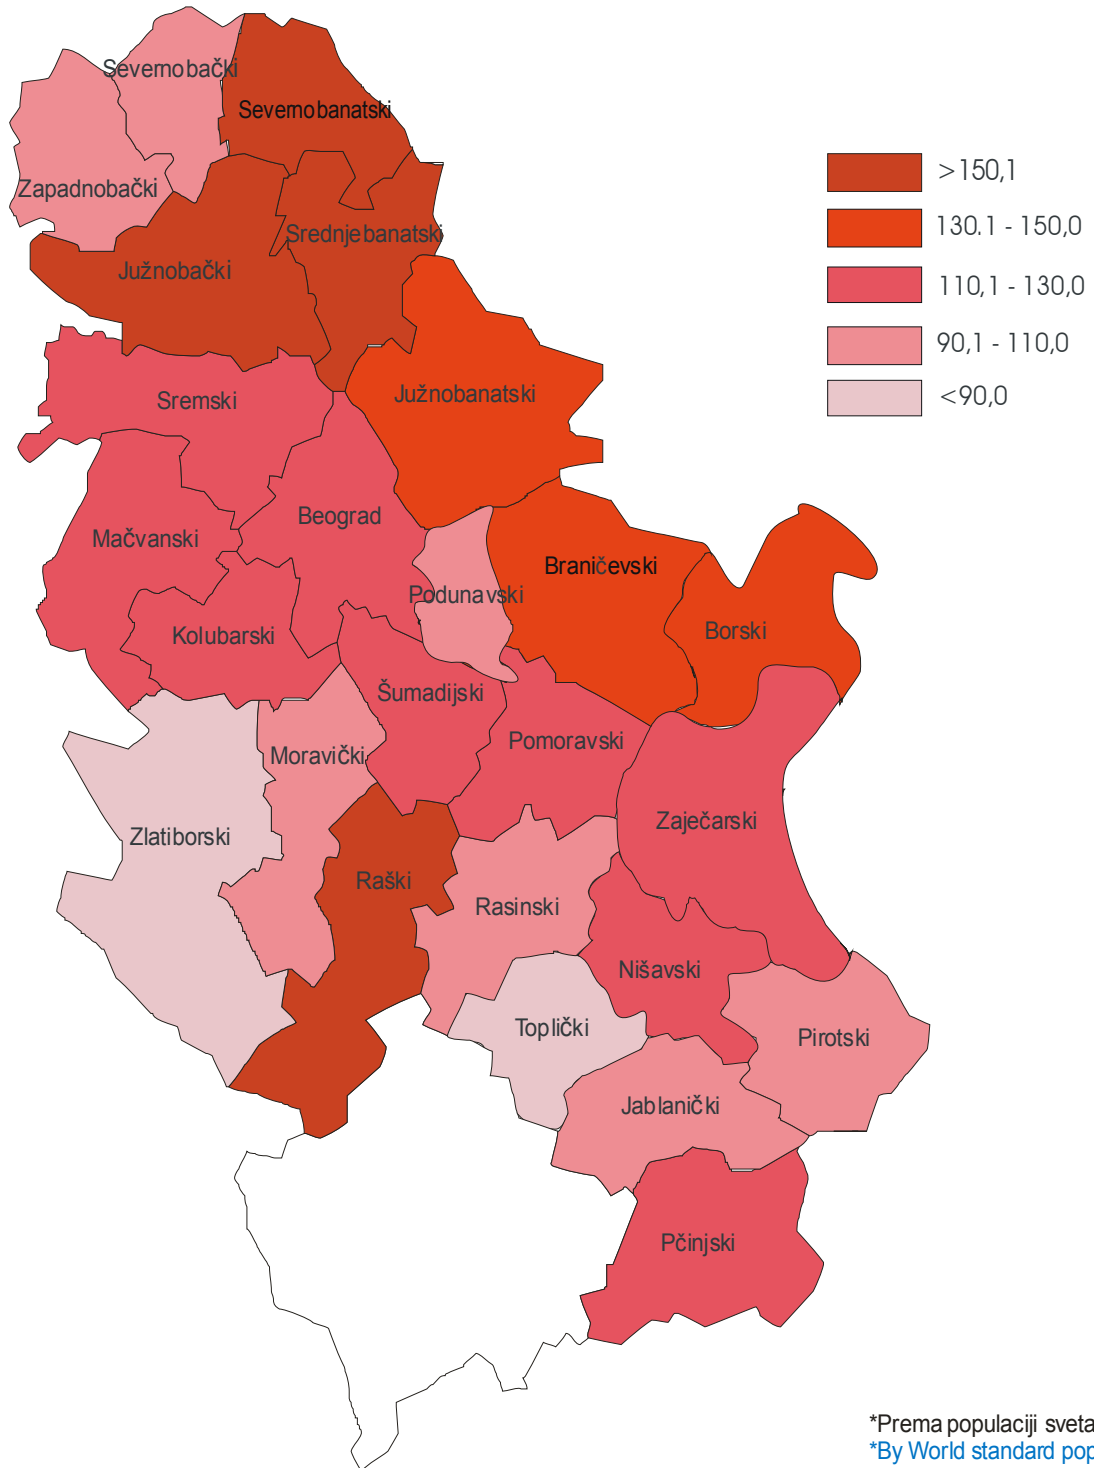 Severnobački
Severnobanatski
Zapadnobački
Srednjebanatski
Južnobački
>150,1
130.1 - 150,0
110,1 - 130,0
90,1 - 110,0
<90,0
Sremski
Južnobanatski
Beograd
Mačvanski
Braničevski
Podunavski
Borski
Kolubarski
Šumadijski
Pomoravski
Moravički
Zaječarski
Zlatiborski
Raški
Rasinski
Nišavski
Toplički
Pirotski
Jablanički
Pčinjski
*Prema populaciji sveta
*By World standard pop